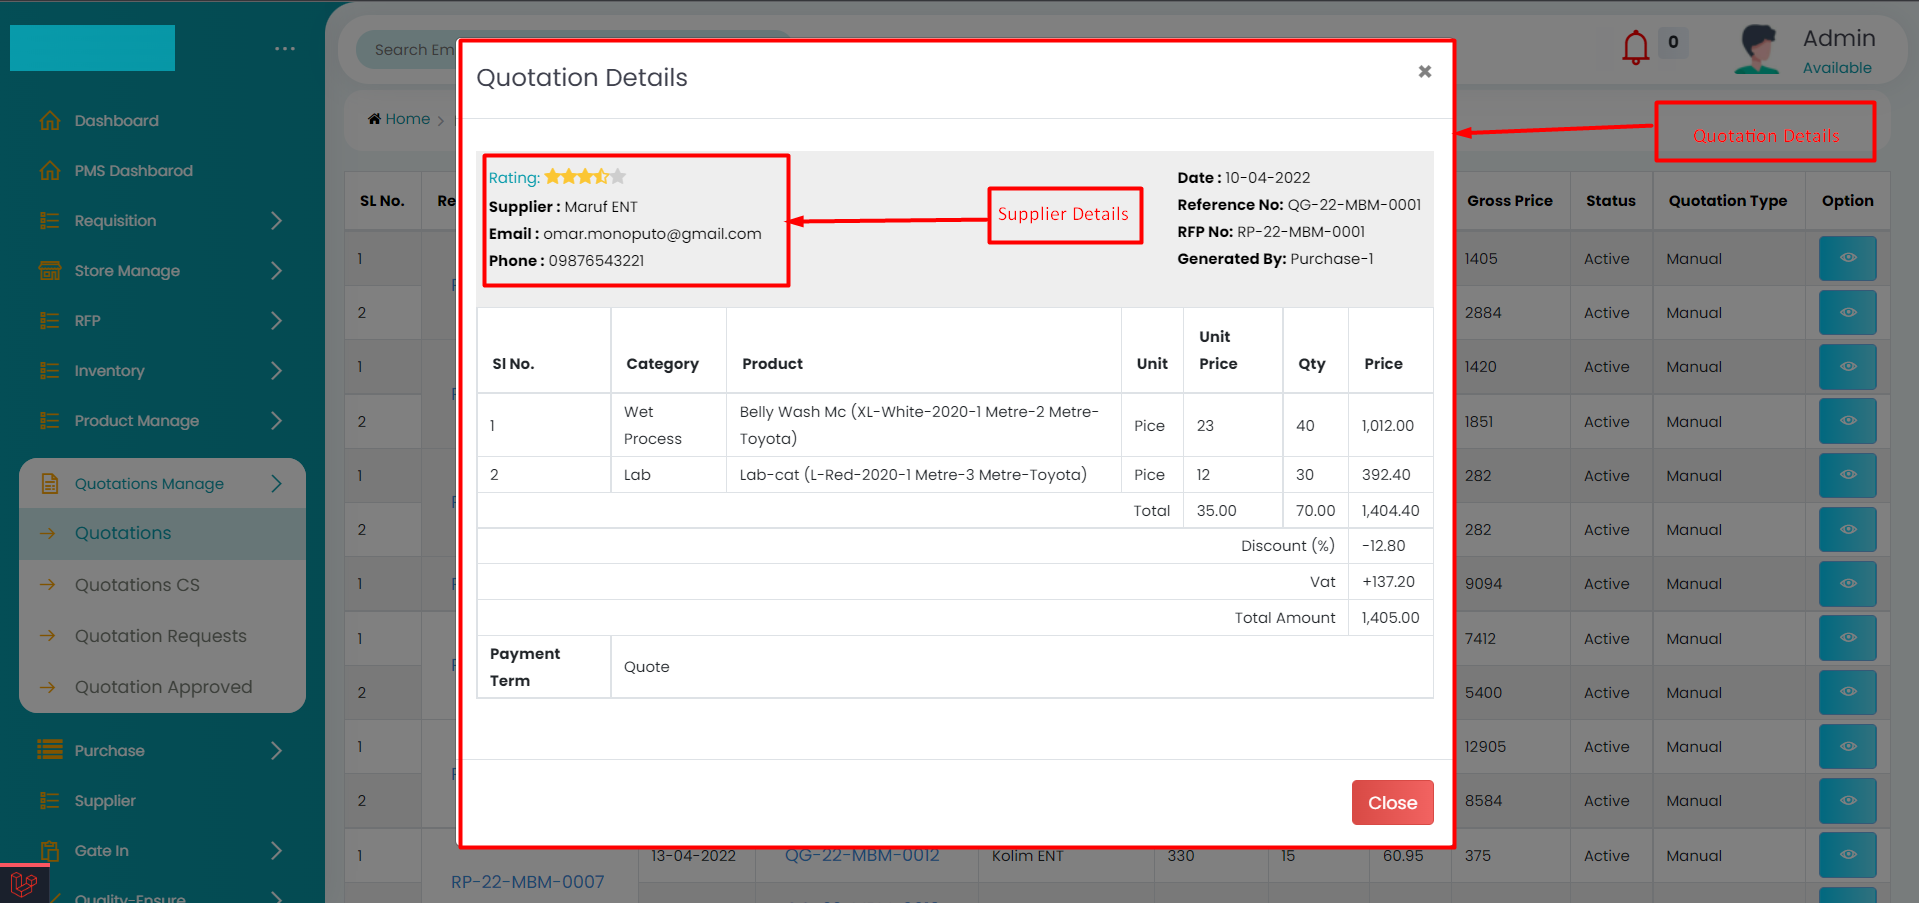 ...
Search Em
0
Admin
Available
Dashboard
PMS Dashbarod
Requisition
Store Manage
RFP
Inventory
Product Manage
Quotations Manage
Quotations
Quotations CS
Quotation Requests
Quotation Approved
Purchase
Supplier
Gate In
Quality-Ensure
Home >
Quotation Details
Quotation Details ×
Rating:
Supplier : Maruf ENT
Email : omar.monoputo@gmail.com
Phone : 09876543221
Supplier Details
Date : 10-04-2022
Reference No: QG-22-MBM-0001
RFP No: RP-22-MBM-0001
Generated By: Purchase-1
Sl No. Category Product Unit Unit Price Qty Price
1 Wet Process Belly Wash Mc (XL-White-2020-1 Metre-2 Metre-Toyota) Pice 23 40 1,012.00
2 Lab Lab-cat (L-Red-2020-1 Metre-3 Metre-Toyota) Pice 12 30 392.40
Total 35.00 70.00 1,404.40
Discount (%) -12.80
Vat +137.20
Total Amount 1,405.00
Payment Term Quote
Close
SL No. Re Gross Price Status Quotation Type Option
1 1405 Active Manual
2 2884 Active Manual
1 1420 Active Manual
2 1851 Active Manual
1 282 Active Manual
2 282 Active Manual
1 9094 Active Manual
1 7412 Active Manual
2 5400 Active Manual
1 12905 Active Manual
2 8584 Active Manual
1 13-04-2022 QG-22-MBM-0012 Kolim ENT 330 15 60.95 375 Active Manual
RP-22-MBM-0007